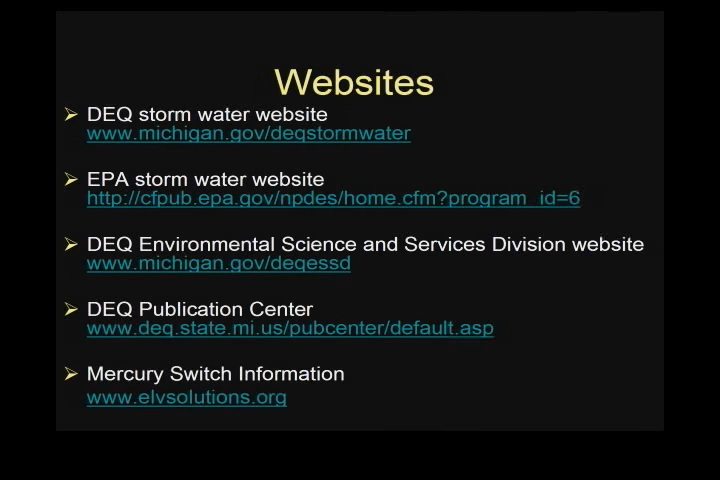 Websites
DEQ storm water website
www.michigan.gov/deqstormwater
EPA storm water website
http://cfpub.epa.gov/npdes/home.cfm?program_id=6
DEQ Environmental Science and Services Division website
www.michigan.gov/deqessd
DEQ Publication Center
www.deq.state.mi.us/pubcenter/default.asp
Mercury Switch Information
www.elvsolutions.org